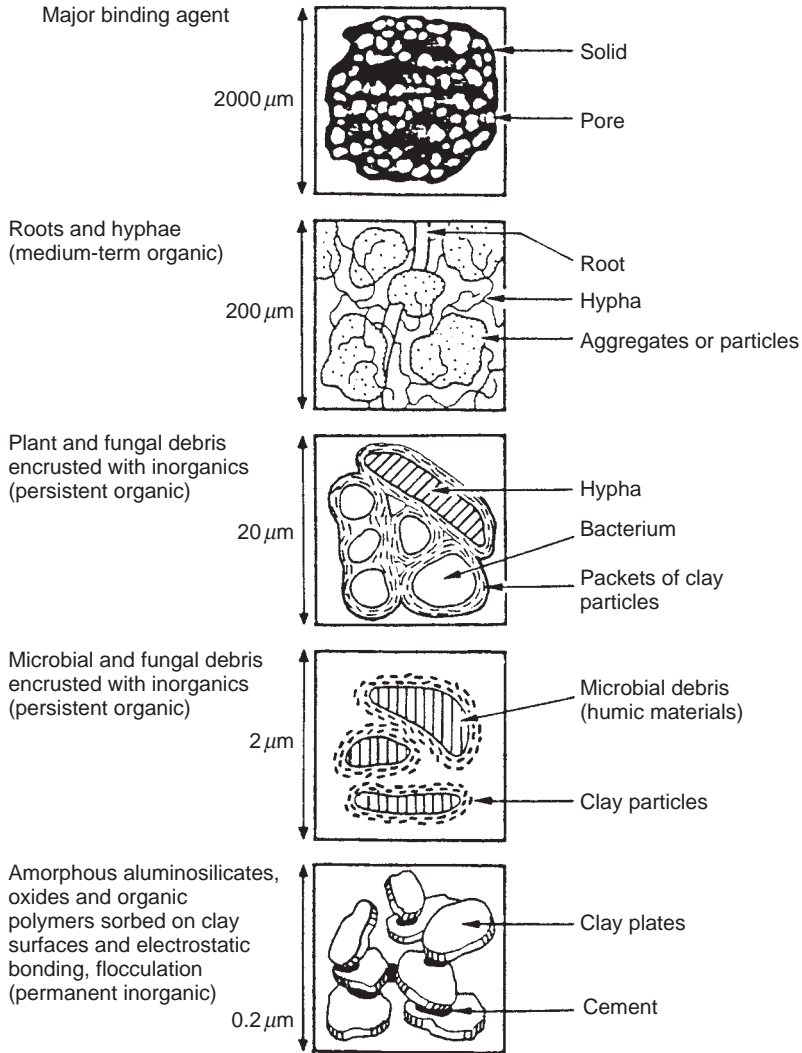 Major binding agent
2000 μm
Solid
Pore
Roots and hyphae
(medium-term organic)
200 μm
Root
Hypha
Aggregates or particles
Plant and fungal debris
encrusted with inorganics
(persistent organic)
20 μm
Hypha
Bacterium
Packets of clay
particles
Microbial and fungal debris
encrusted with inorganics
(persistent organic)
2 μm
Microbial debris
(humic materials)
Clay particles
Amorphous aluminosilicates,
oxides and organic
polymers sorbed on clay
surfaces and electrostatic
bonding, flocculation
(permanent inorganic)
0.2 μm
Clay plates
Cement